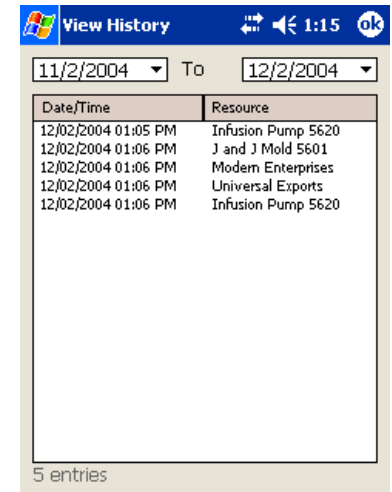 View History 1:15 ok
11/2/2004 To 12/2/2004
Date/Time Resource
12/02/2004 01:05 PM Infusion Pump 5620
12/02/2004 01:06 PM J and J Mold 5601
12/02/2004 01:06 PM Modern Enterprises
12/02/2004 01:06 PM Universal Exports
12/02/2004 01:06 PM Infusion Pump 5620
5 entries